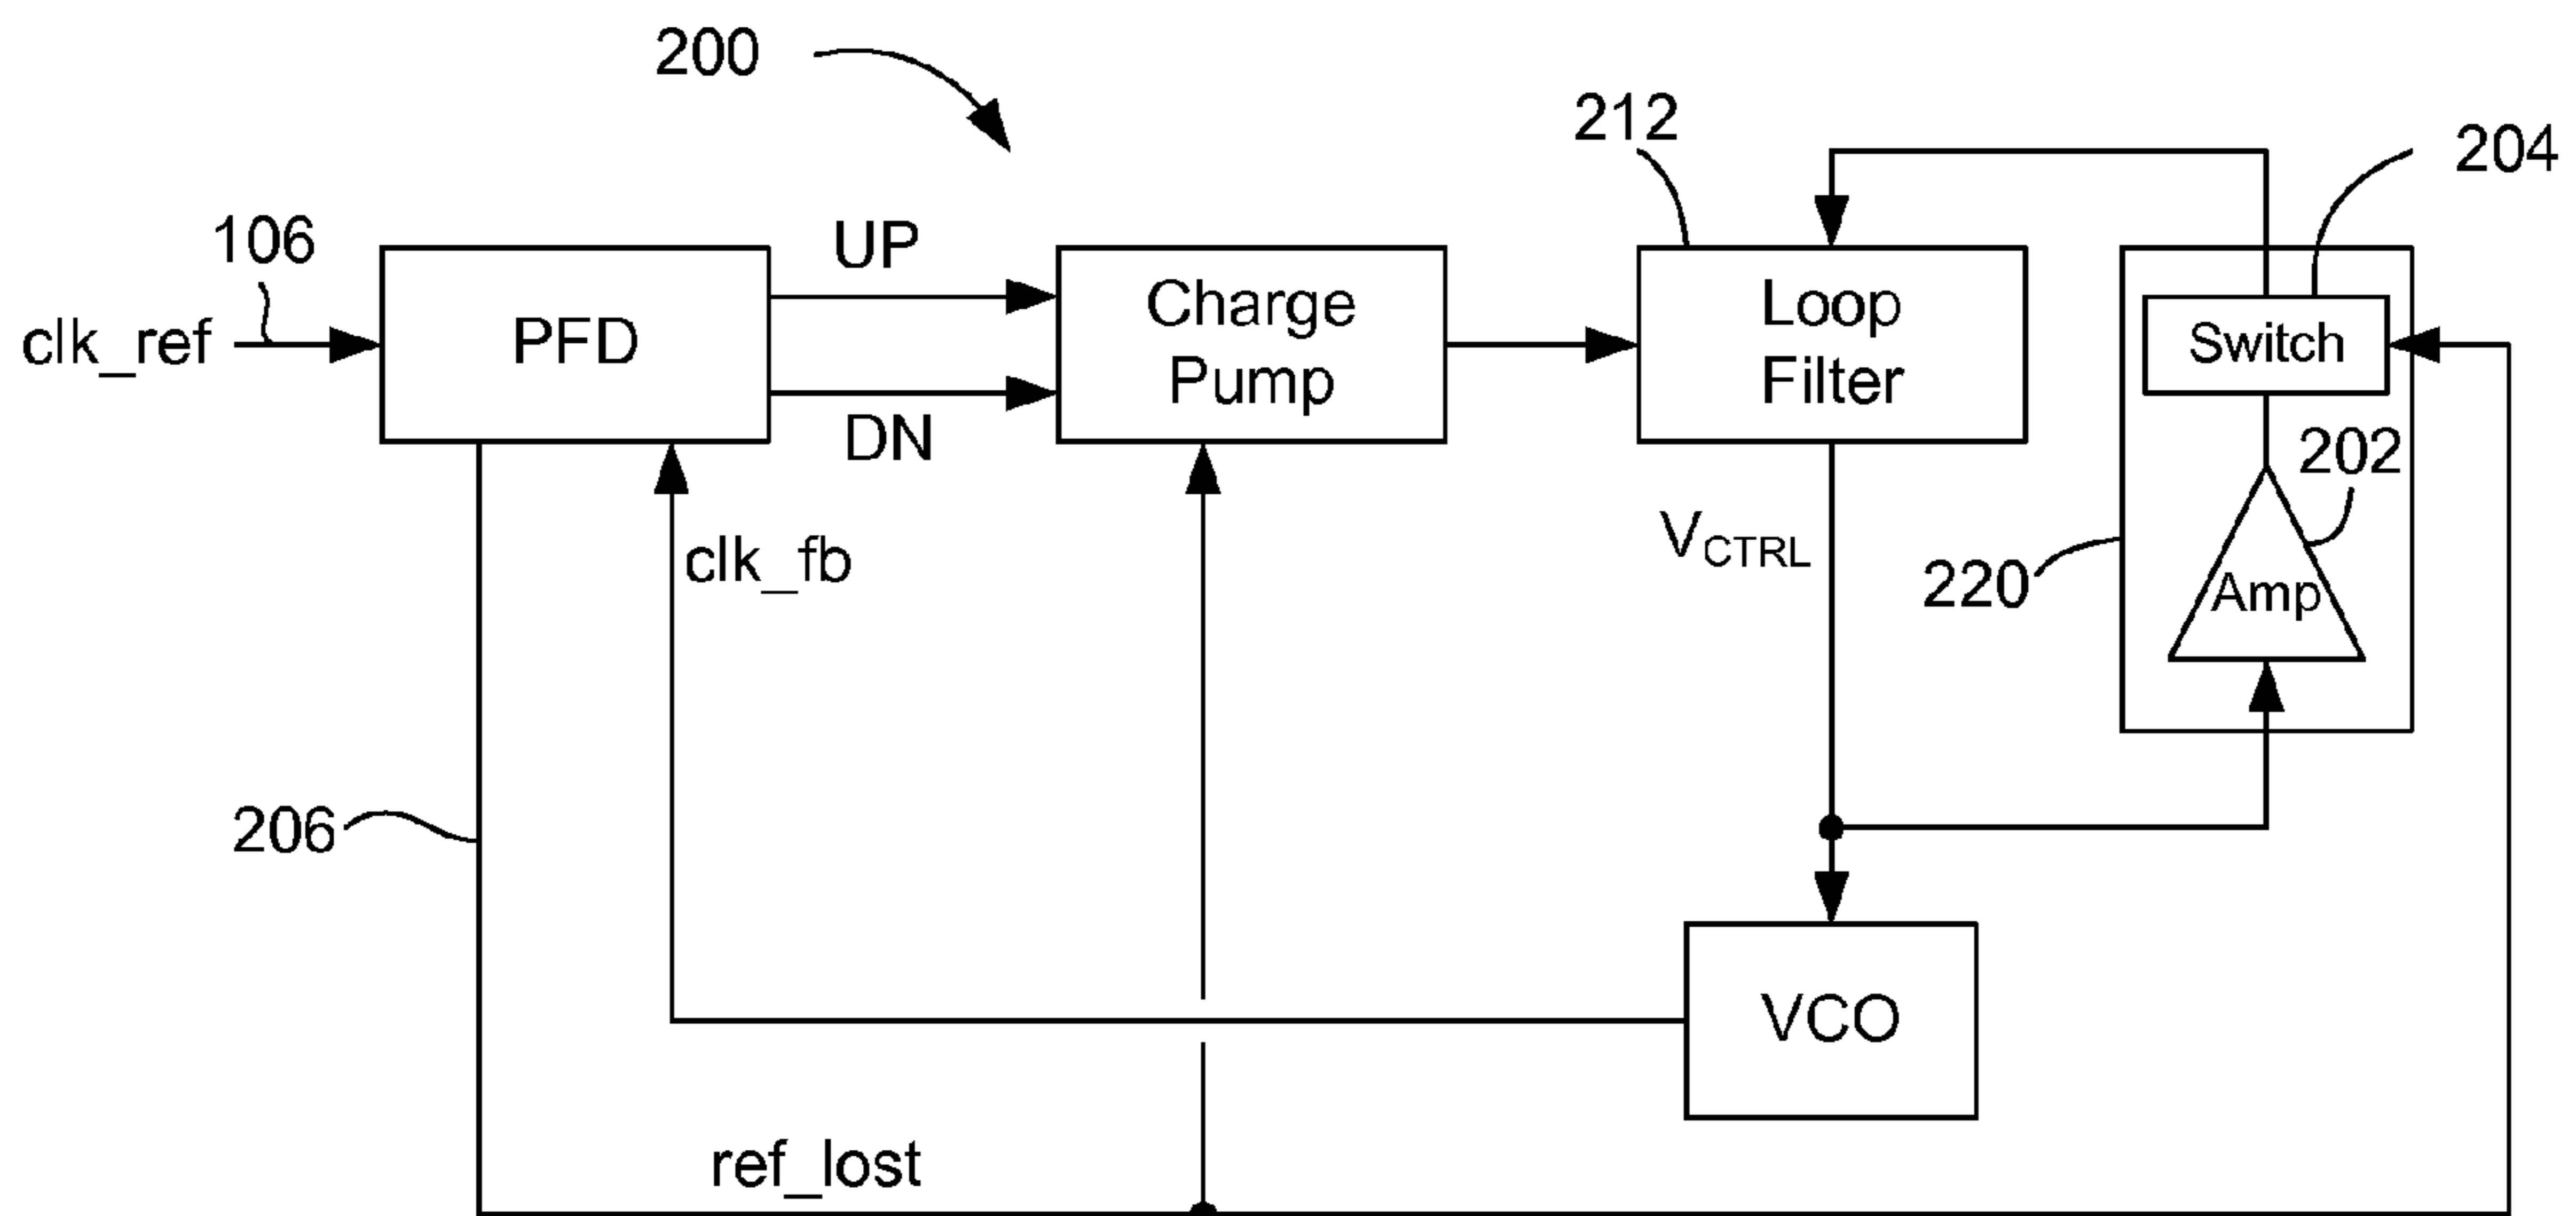 200
212
204
106
UP
clk_ref
PFD
Charge
Pump
Loop
Filter
Switch
DN
202
clk_fb
V_CTRL
220
Amp
206
VCO
ref_lost